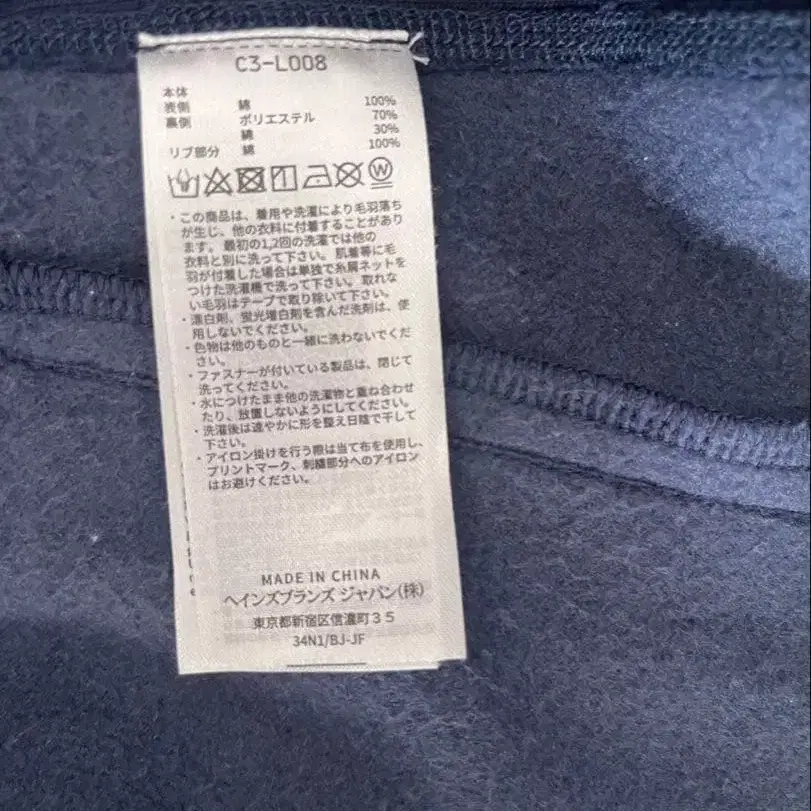 C3-L008
本体
表側 綿 100%
裏側 ポリエステル 70%
綿 30%
リブ部分 綿 100%
W
・この商品は、着用や洗濯により毛羽落ち
が生じ、他の衣料に付着することがあり
ます。最初の1,2回の洗濯では他の
衣料と別に洗って下さい。肌着等に毛
羽が付着した場合は単独で糸屑ネットを
つけた洗濯機で洗って下さい。取れな
い毛羽はテープで取り除いて下さい。
・漂白剤、蛍光増白剤を含んだ洗剤は、使
用しないでください。
・色物は他のものと一緒に洗わないでくだ
さい。
・ファスナーが付いている製品は、閉じて
洗ってください。
・水につけたまま他の洗濯物と重ね合わせ
たり、放置しないようにしてください。
・洗濯後は速やかに形を整え日陰で干して
下さい。
・アイロン掛けを行う際は当て布を使用し、
プリントマーク、刺繍部分へのアイロン
はお避けください。
MADE IN CHINA
ヘインズブランズ ジャパン(株)
東京都新宿区信濃町35
34N1/BJ-JF